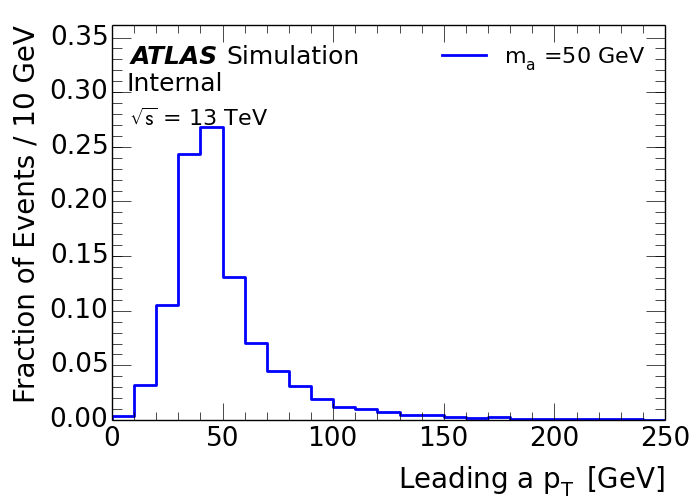 Fraction of Events / 10 GeV
0.35
0.30
0.25
0.20
0.15
0.10
0.05
0.00
ATLAS Simulation
Internal
√s = 13 TeV
m_a =50 GeV
0 50 100 150 200 250
Leading a p_T [GeV]